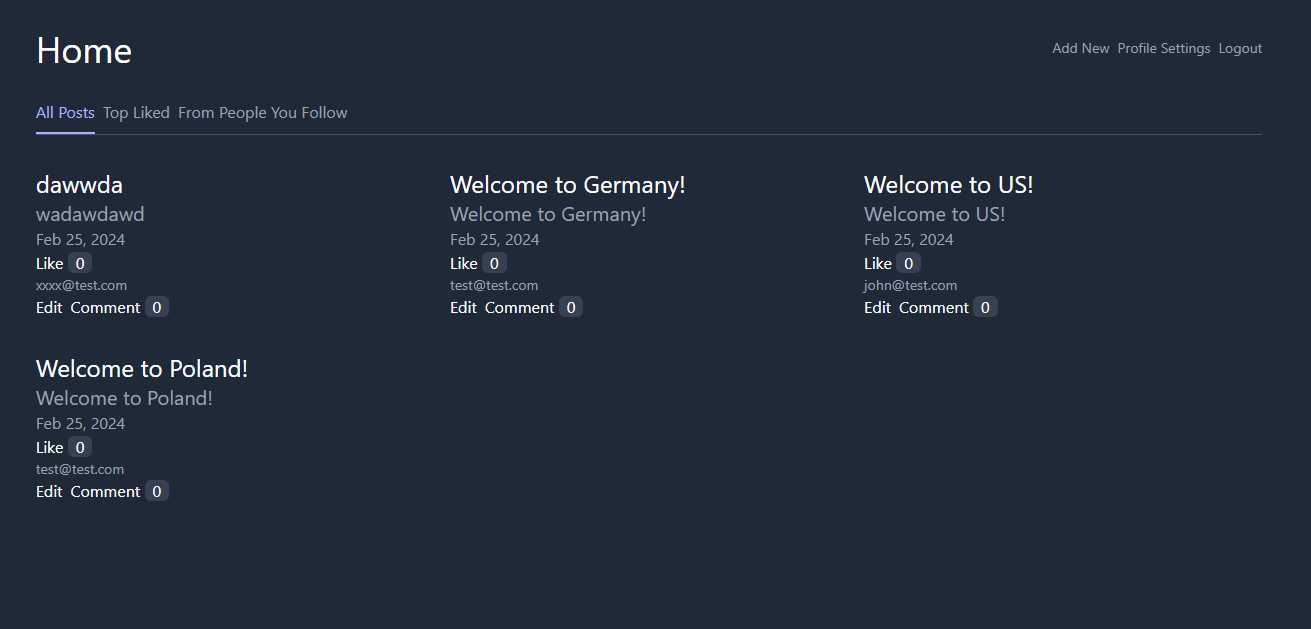 Home
Add New Profile Settings Logout
All Posts Top Liked From People You Follow
dawwda
wadawdawd
Feb 25, 2024
Like 0
xxxx@test.com
Edit Comment 0
Welcome to Germany!
Welcome to Germany!
Feb 25, 2024
Like 0
test@test.com
Edit Comment 0
Welcome to US!
Welcome to US!
Feb 25, 2024
Like 0
john@test.com
Edit Comment 0
Welcome to Poland!
Welcome to Poland!
Feb 25, 2024
Like 0
test@test.com
Edit Comment 0